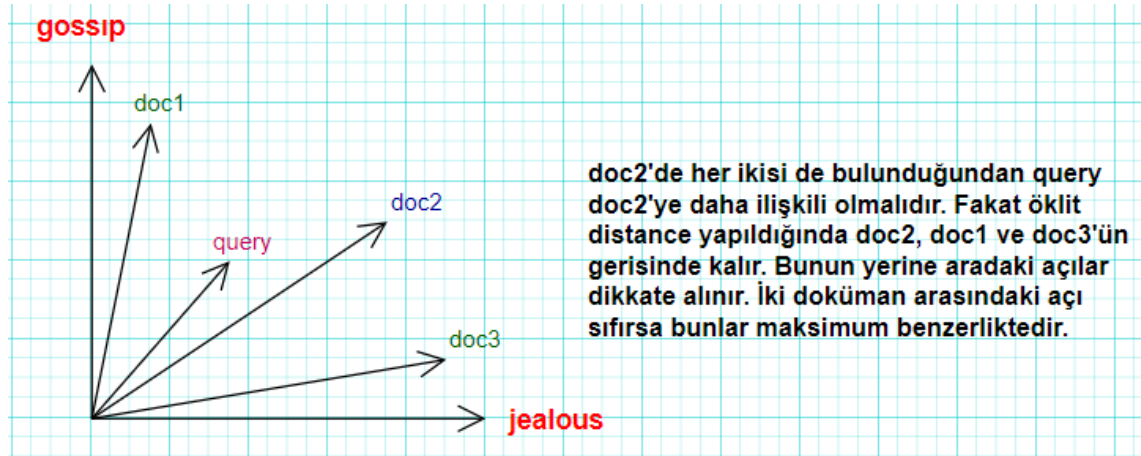 gossip
doc1
doc2
query
doc3
jealous
doc2'de her ikisi de bulunduğundan query
doc2'ye daha ilişkili olmalıdır. Fakat öklit
distance yapıldığında doc2, doc1 ve doc3'ün
gerisinde kalır. Bunun yerine aradaki açılar
dikkate alınır. İki doküman arasındaki açı
sıfırsa bunlar maksimum benzerliktedir.